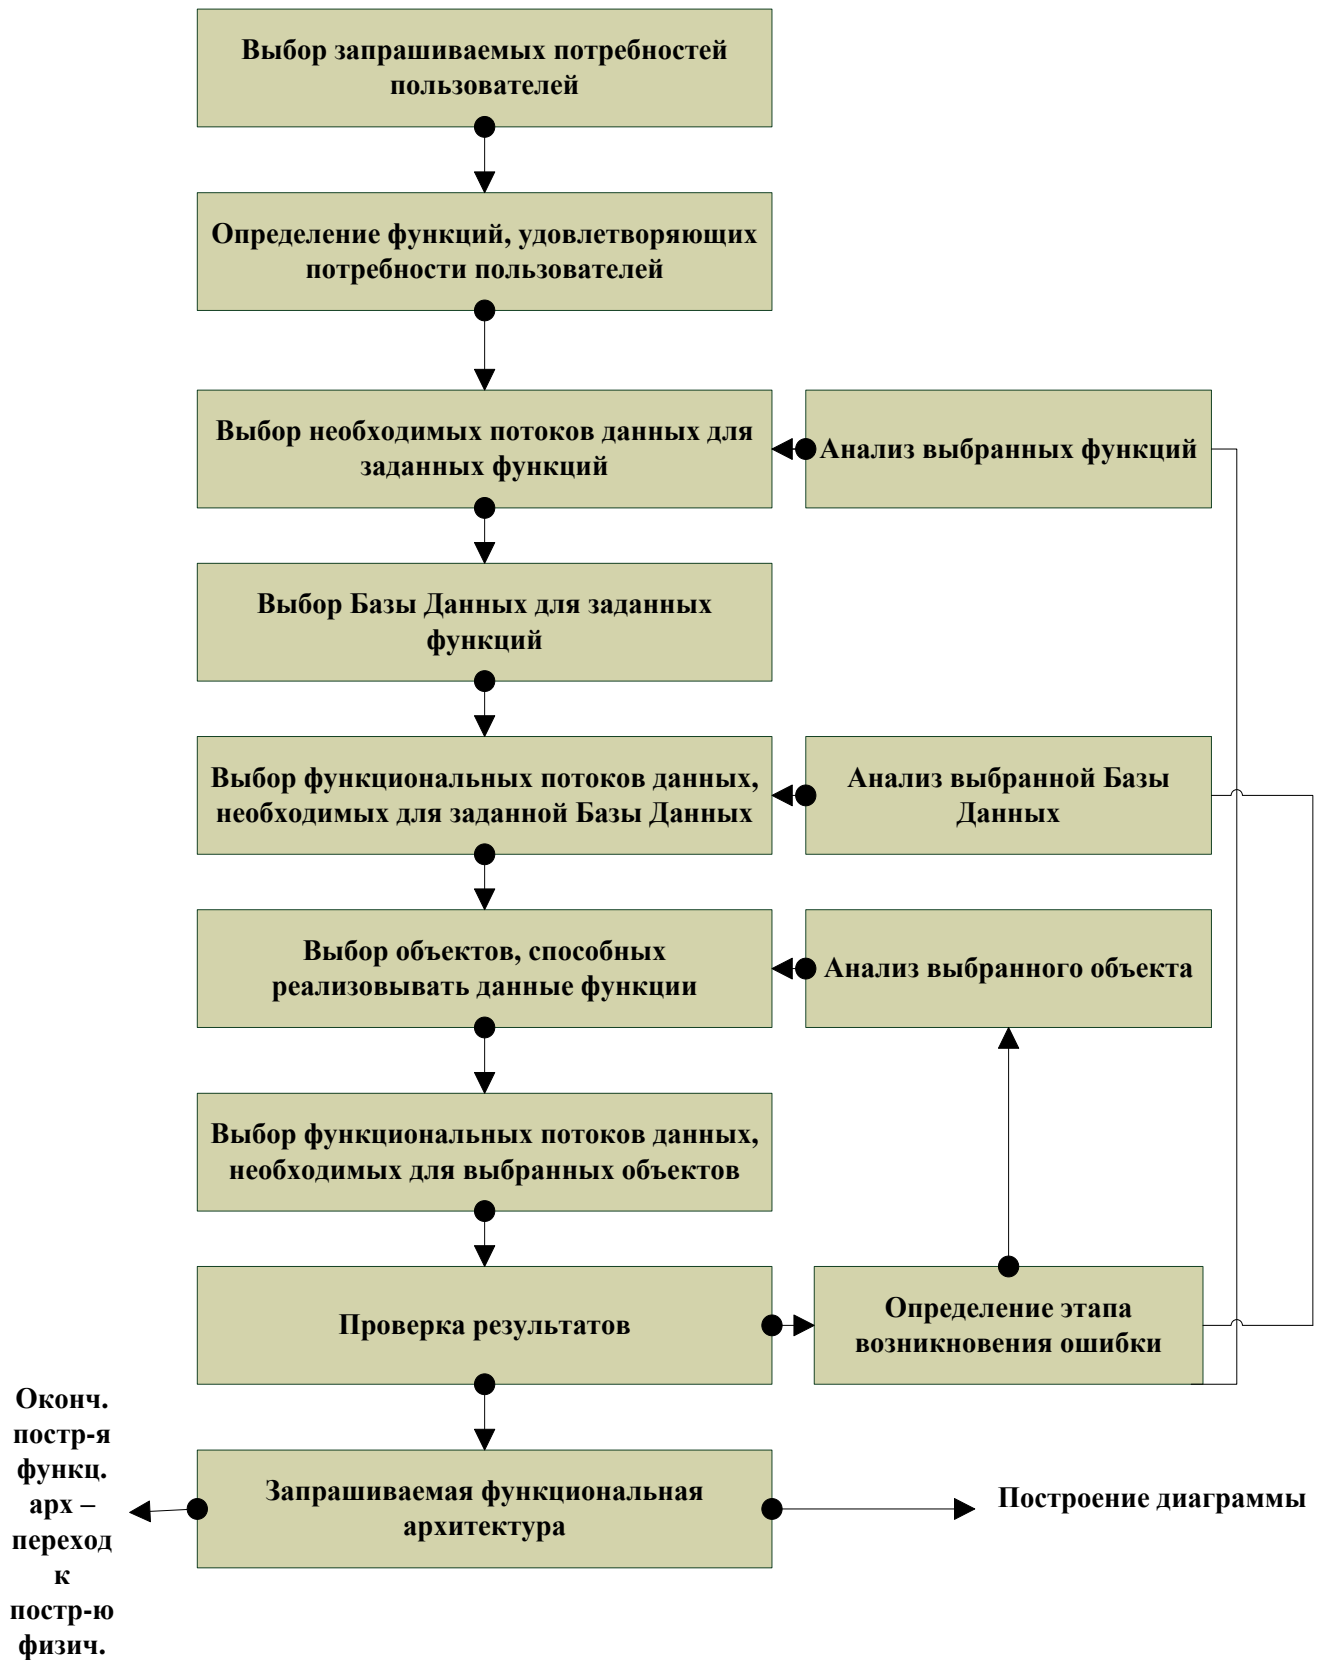 Выбор запрашиваемых потребностей
пользователей
Определение функций, удовлетворяющих
потребности пользователей
Выбор необходимых потоков данных для
заданных функций
Анализ выбранных функций
Выбор Базы Данных для заданных
функций
Выбор функциональных потоков данных,
необходимых для заданной Базы Данных
Анализ выбранной Базы
Данных
Выбор объектов, способных
реализовывать данные функции
Анализ выбранного объекта
Выбор функциональных потоков данных,
необходимых для выбранных объектов
Проверка результатов
Определение этапа
возникновения ошибки
Оконч.
постр-я
функц.
арх –
переход
к
постр-ю
физич.
Запрашиваемая функциональная
архитектура
Построение диаграммы